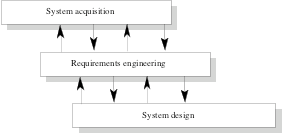 System acquisition
Requirements engineering
System design